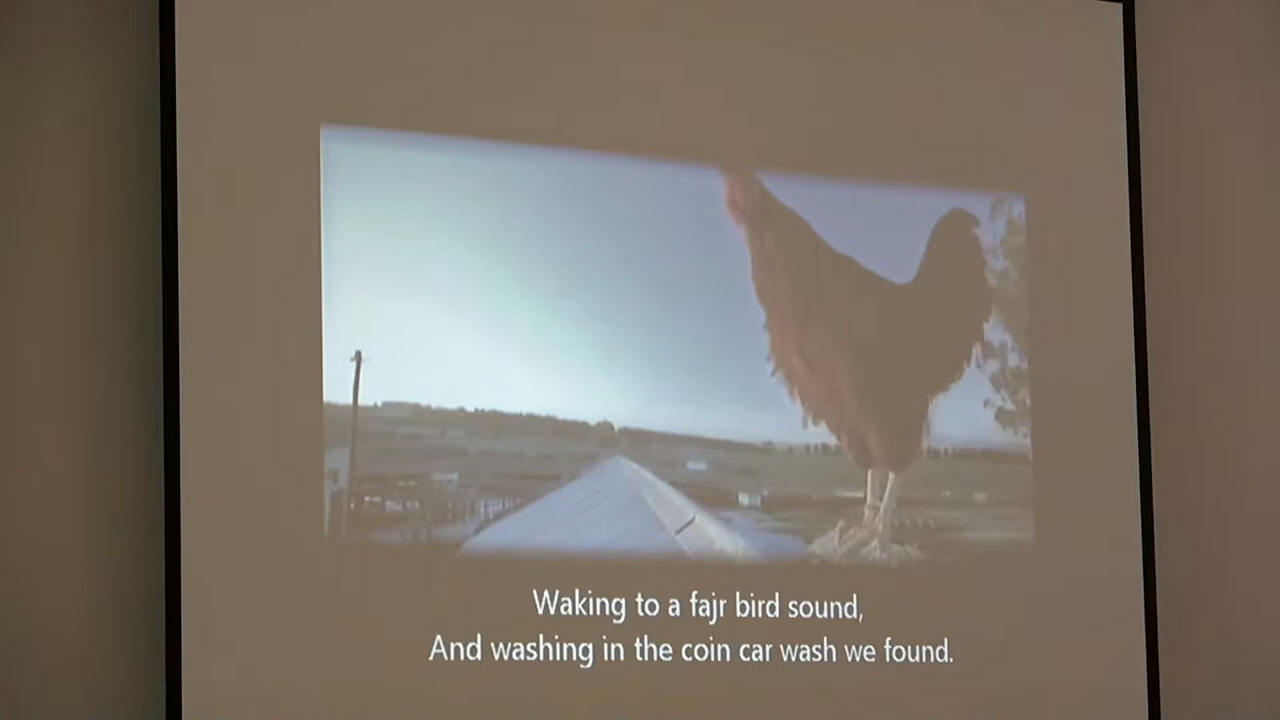 Waking to a fajr bird sound,
And washing in the coin car wash we found.